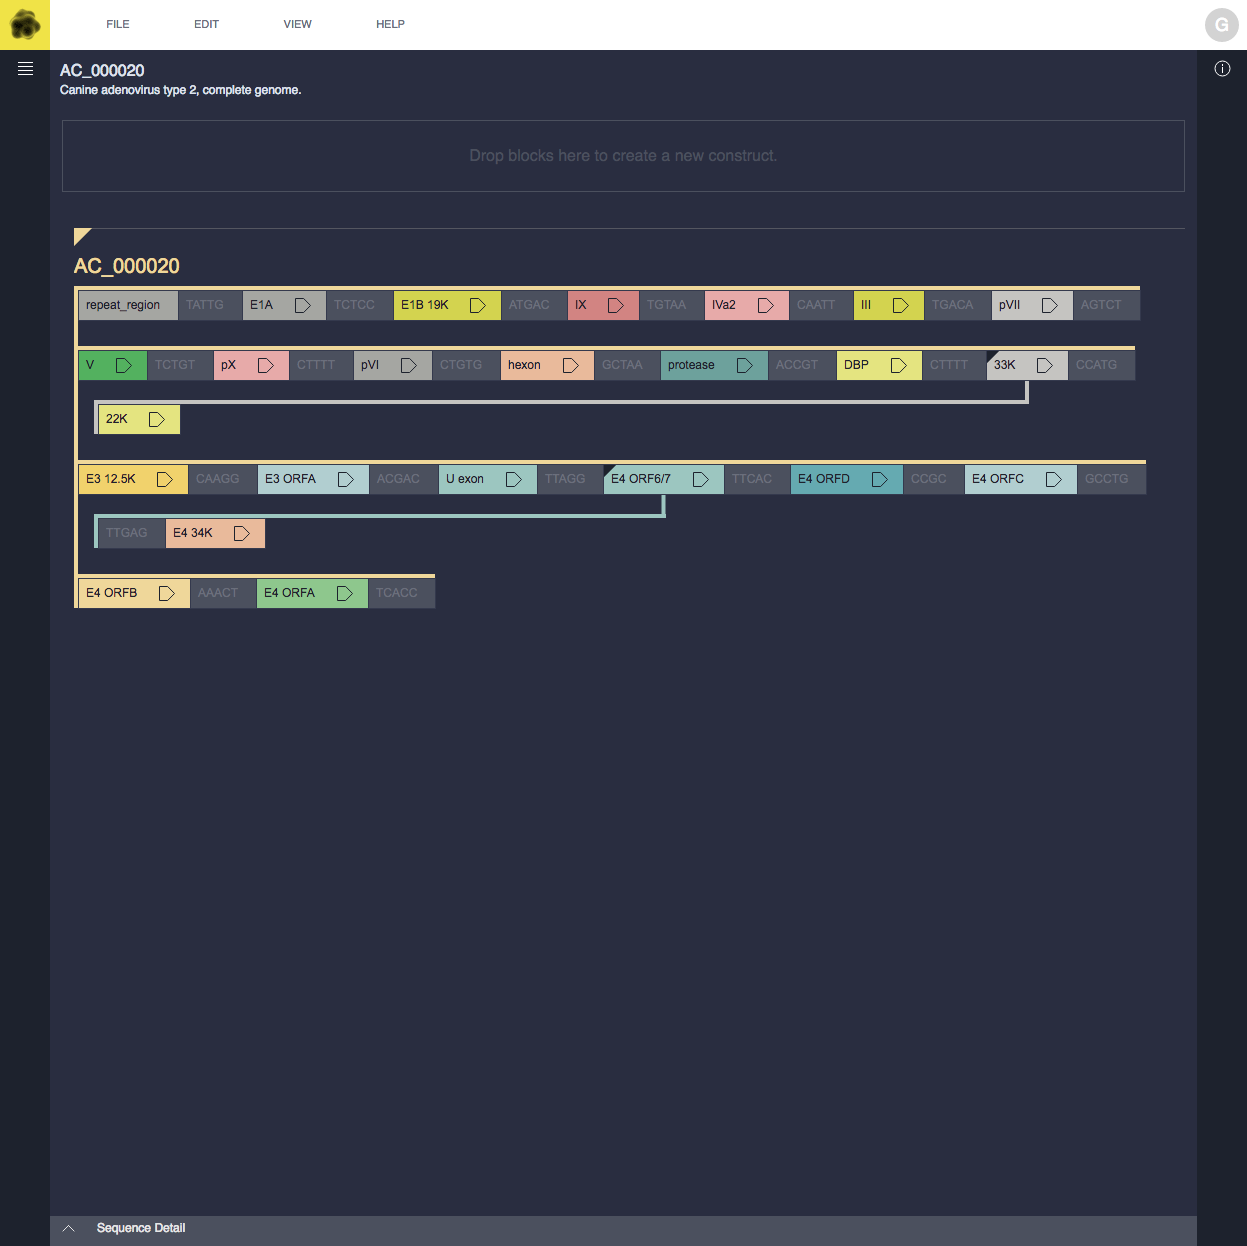 FILE EDIT VIEW HELP G
AC_000020
Canine adenovirus type 2, complete genome.
Drop blocks here to create a new construct.
AC_000020
repeat_region TATTG E1A TCTCC E1B 19K ATGAC IX TGTAA IVa2 CAATT III TGACA pVII AGTCT
V TCTGT pX CTTTT pVI CTGTG hexon GCTAA protease ACCGT DBP CTTTT 33K CCATG
22K
E3 12.5K CAAGG E3 ORFA ACGAC U exon TTAGG E4 ORF6/7 TTCAC E4 ORFD CCGC E4 ORFC GCCTG
TTGAG E4 34K
E4 ORFB AAACT E4 ORFA TCACC
Sequence Detail